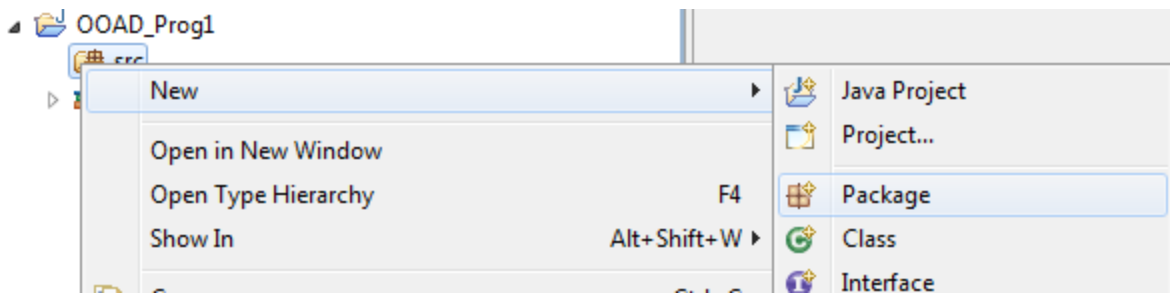 OOAD_Prog1
src
New
Java Project
Project...
Open in New Window
Open Type Hierarchy F4
Package
Show In Alt+Shift+W
Class
Interface